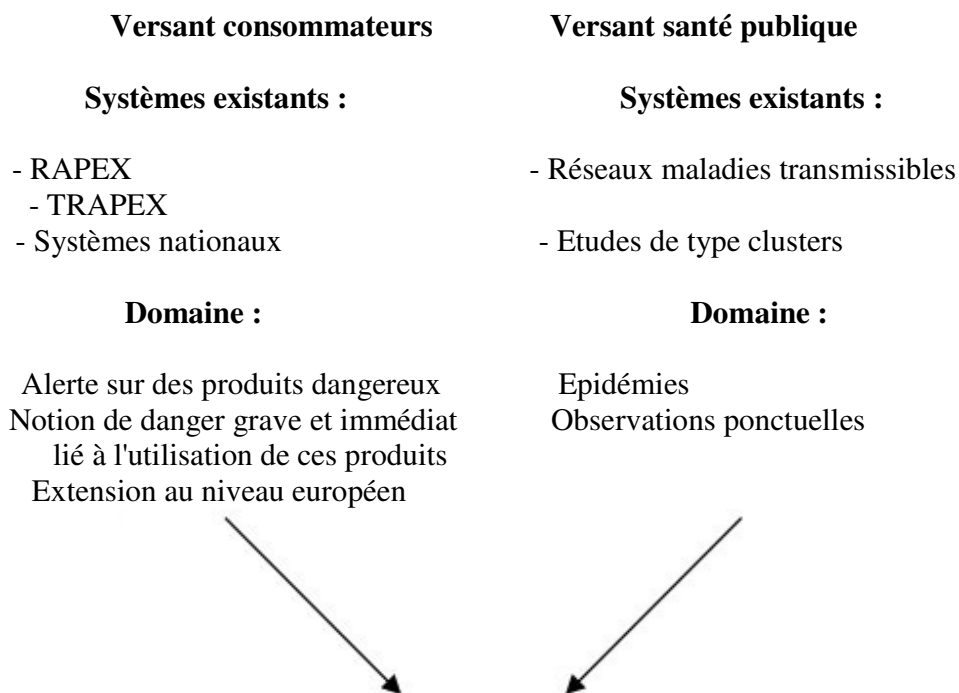 Versant consommateurs
Systèmes existants :
- RAPEX
- TRAPEX
- Systèmes nationaux
Domaine :
Alerte sur des produits dangereux
Notion de danger grave et immédiat
lié à l'utilisation de ces produits
Extension au niveau européen
Versant santé publique
Systèmes existants :
- Réseaux maladies transmissibles
- Etudes de type clusters
Domaine :
Epidémies
Observations ponctuelles